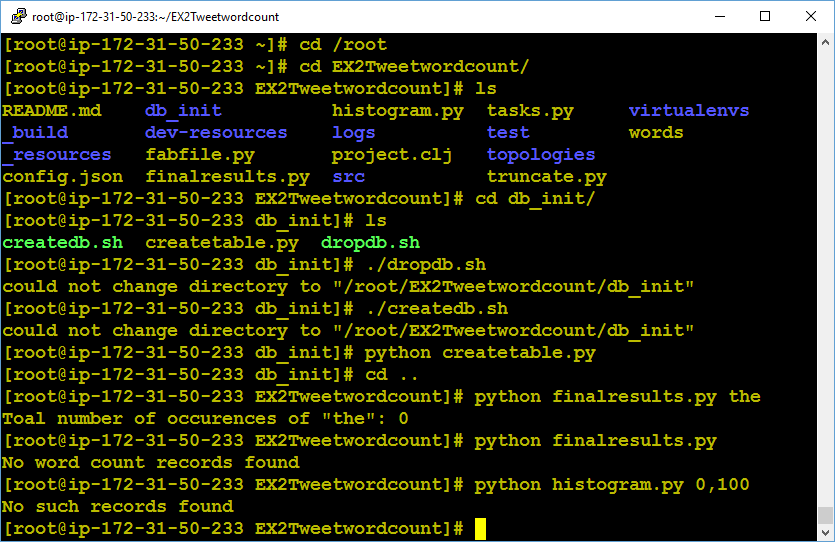 root@ip-172-31-50-233:~/EX2Tweetwordcount
[root@ip-172-31-50-233 ~]# cd /root
[root@ip-172-31-50-233 ~]# cd EX2Tweetwordcount/
[root@ip-172-31-50-233 EX2Tweetwordcount]# ls
README.md    db_init          histogram.py  tasks.py     virtualenvs
_build       dev-resources    logs          test         words
_resources   fabfile.py       project.clj   topologies
config.json  finalresults.py  src           truncate.py
[root@ip-172-31-50-233 EX2Tweetwordcount]# cd db_init/
[root@ip-172-31-50-233 db_init]# ls
createdb.sh  createtable.py  dropdb.sh
[root@ip-172-31-50-233 db_init]# ./dropdb.sh
could not change directory to "/root/EX2Tweetwordcount/db_init"
[root@ip-172-31-50-233 db_init]# ./createdb.sh
could not change directory to "/root/EX2Tweetwordcount/db_init"
[root@ip-172-31-50-233 db_init]# python createtable.py
[root@ip-172-31-50-233 db_init]# cd ..
[root@ip-172-31-50-233 EX2Tweetwordcount]# python finalresults.py the
Toal number of occurences of "the": 0
[root@ip-172-31-50-233 EX2Tweetwordcount]# python finalresults.py
No word count records found
[root@ip-172-31-50-233 EX2Tweetwordcount]# python histogram.py 0,100
No such records found
[root@ip-172-31-50-233 EX2Tweetwordcount]#